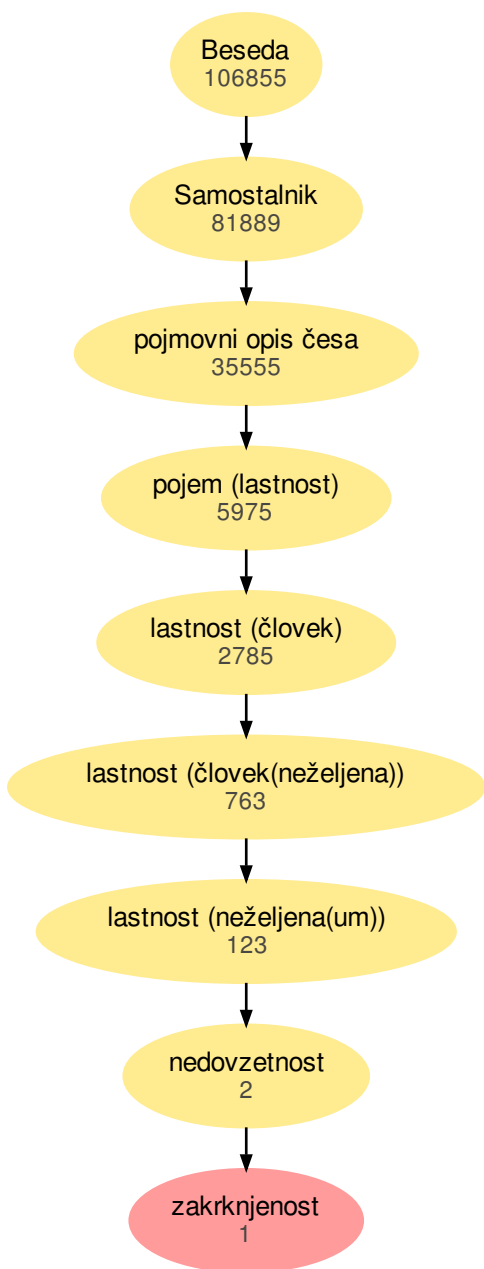 Beseda
106855
Samostalnik
81889
pojmovni opis česa
35555
pojem (lastnost)
5975
lastnost (človek)
2785
lastnost (človek(neželjena))
763
lastnost (neželjena(um))
123
nedovzetnost
2
zakrknjenost
1